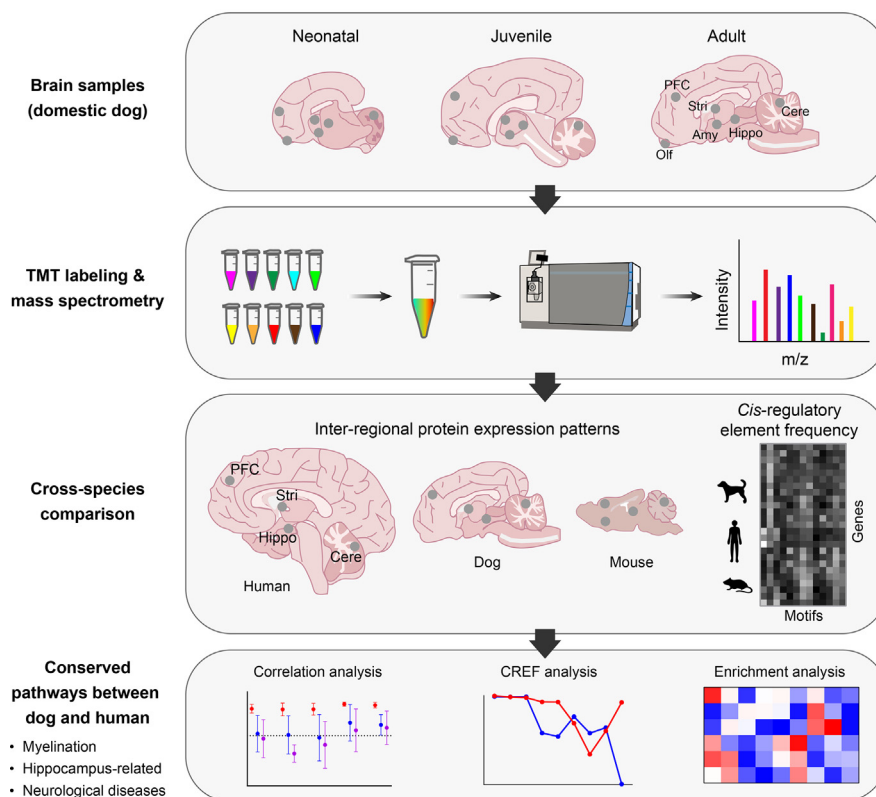 Neonatal
Juvenile
Adult
Brain samples
(domestic dog)
PFC
Stri
Cere
Amy
Hippo
Olf
TMT labeling &
mass spectrometry
Intensity
m/z
Inter-regional protein expression patterns
Cis-regulatory
element frequency
Cross-species
comparison
PFC
Stri
Hippo
Cere
Human
Dog
Mouse
Genes
Motifs
Conserved
pathways between
dog and human
• Myelination
• Hippocampus-related
• Neurological diseases
Correlation analysis
CREF analysis
Enrichment analysis